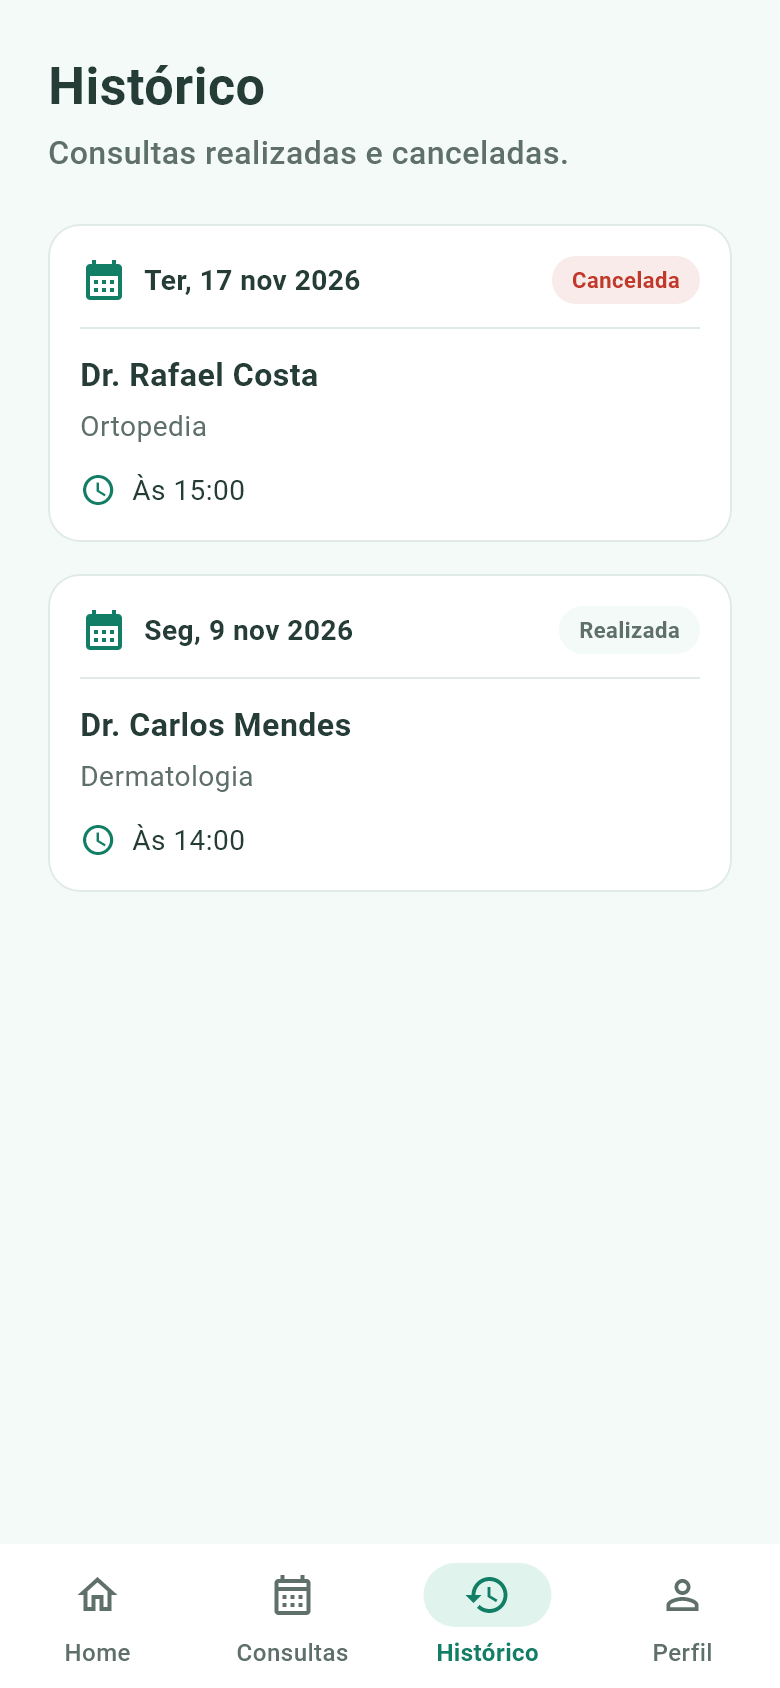 Histórico
Consultas realizadas e canceladas.
Ter, 17 nov 2026
Cancelada
Dr. Rafael Costa
Ortopedia
Às 15:00
Seg, 9 nov 2026
Realizada
Dr. Carlos Mendes
Dermatologia
Às 14:00
Home
Consultas
Histórico
Perfil